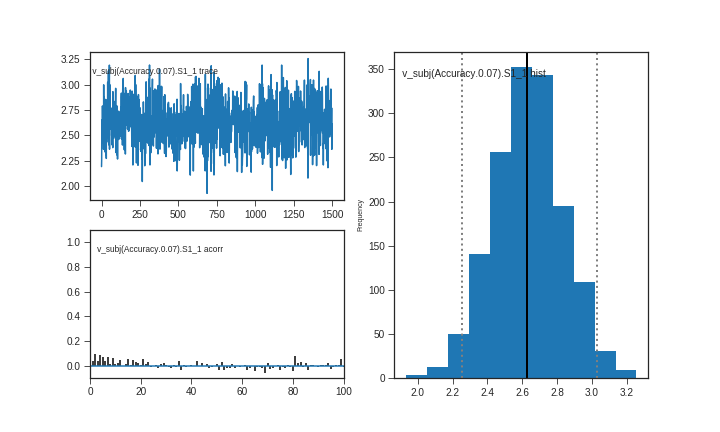 v_subj(Accuracy.0.07).S1_1 trace
3.25
3.00
2.75
2.50
2.25
2.00
0 250 500 750 1000 1250 1500
v_subj(Accuracy.0.07).S1_1 acorr
1.0
0.8
0.6
0.4
0.2
0.0
0 20 40 60 80 100
v_subj(Accuracy.0.07).S1_1 hist
Frequency
350
300
250
200
150
100
50
0
2.0 2.2 2.4 2.6 2.8 3.0 3.2